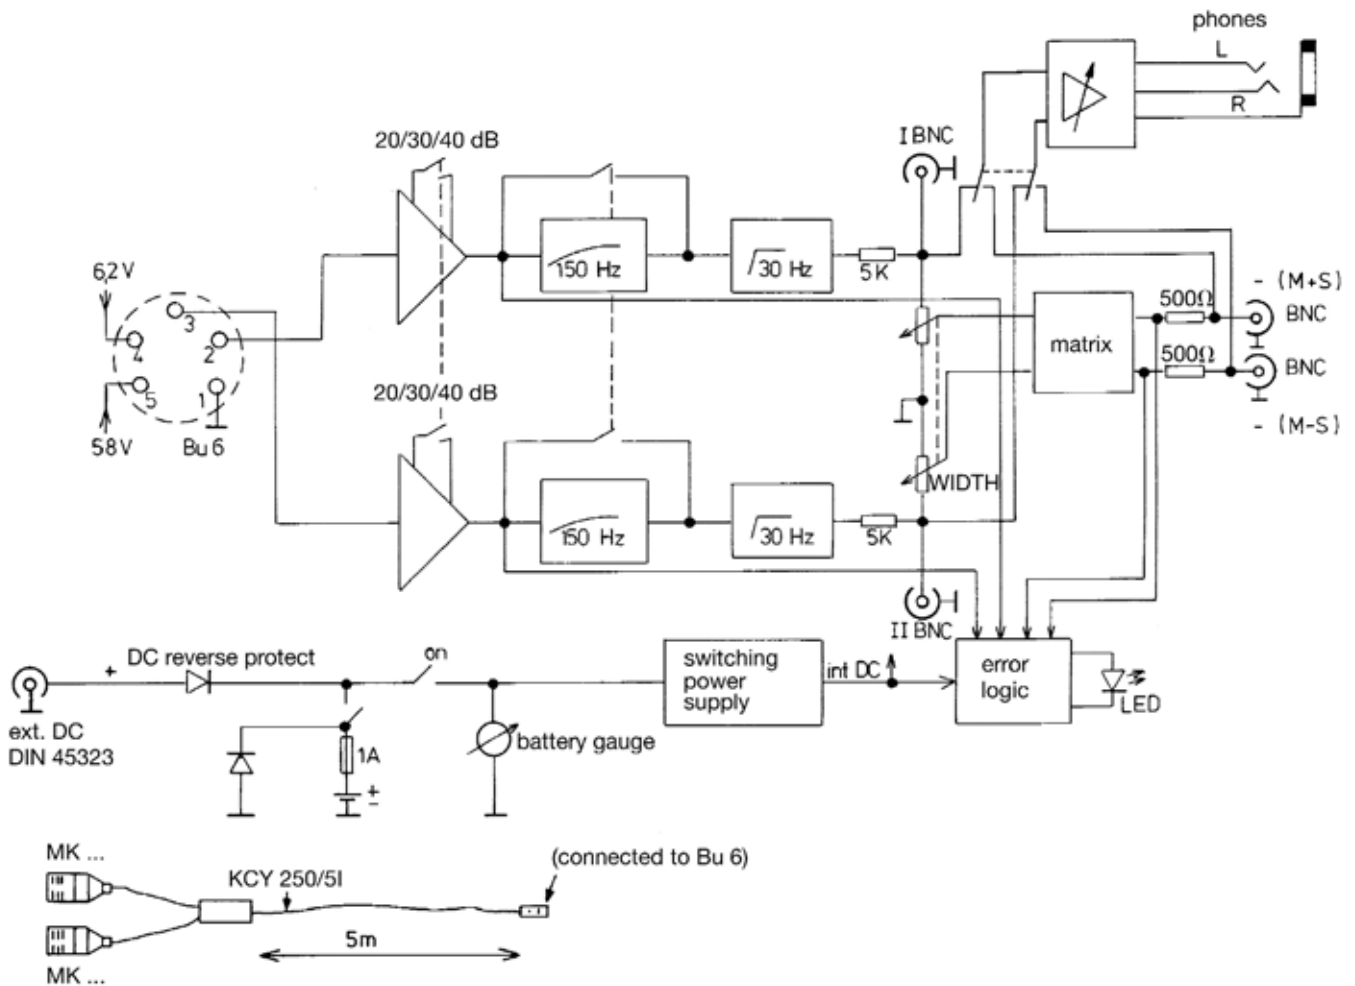 phones
L
R
20/30/40 dB
I BNC
150 Hz
30 Hz
5K
62V
3
4
2
5
1
58V
Bu 6
- (M+S)
500Ω
BNC
matrix
500Ω
BNC
- (M-S)
20/30/40 dB
WIDTH
150 Hz
30 Hz
5K
II BNC
DC reverse protect
+
on
switching
power
supply
int DC
error
logic
LED
ext. DC
DIN 45323
1A
+
-
battery gauge
MK ...
KCY 250/5I
(connected to Bu 6)
5m
MK ...